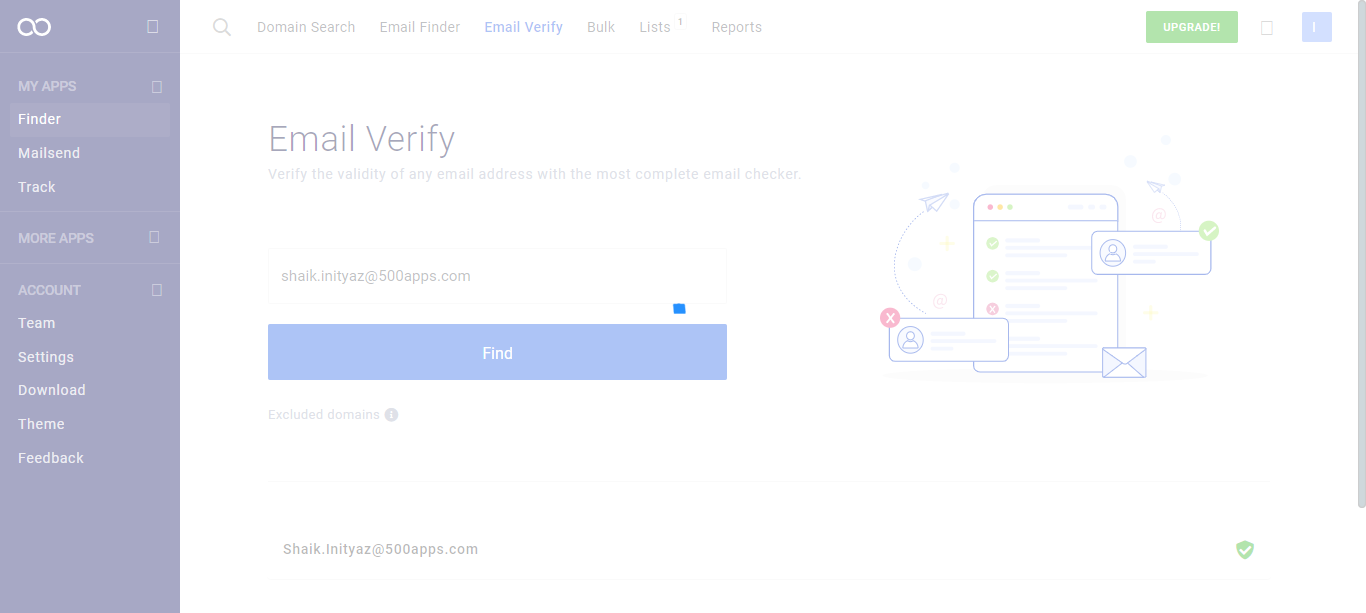 Domain Search Email Finder Email Verify Bulk Lists 1 Reports UPGRADE! I
MY APPS
Finder
Mailsend
Track
MORE APPS
ACCOUNT
Team
Settings
Download
Theme
Feedback
Email Verify
Verify the validity of any email address with the most complete email checker.
shaik.inityaz@500apps.com
Find
Excluded domains
@
@
X
X
Shaik.Inityaz@500apps.com